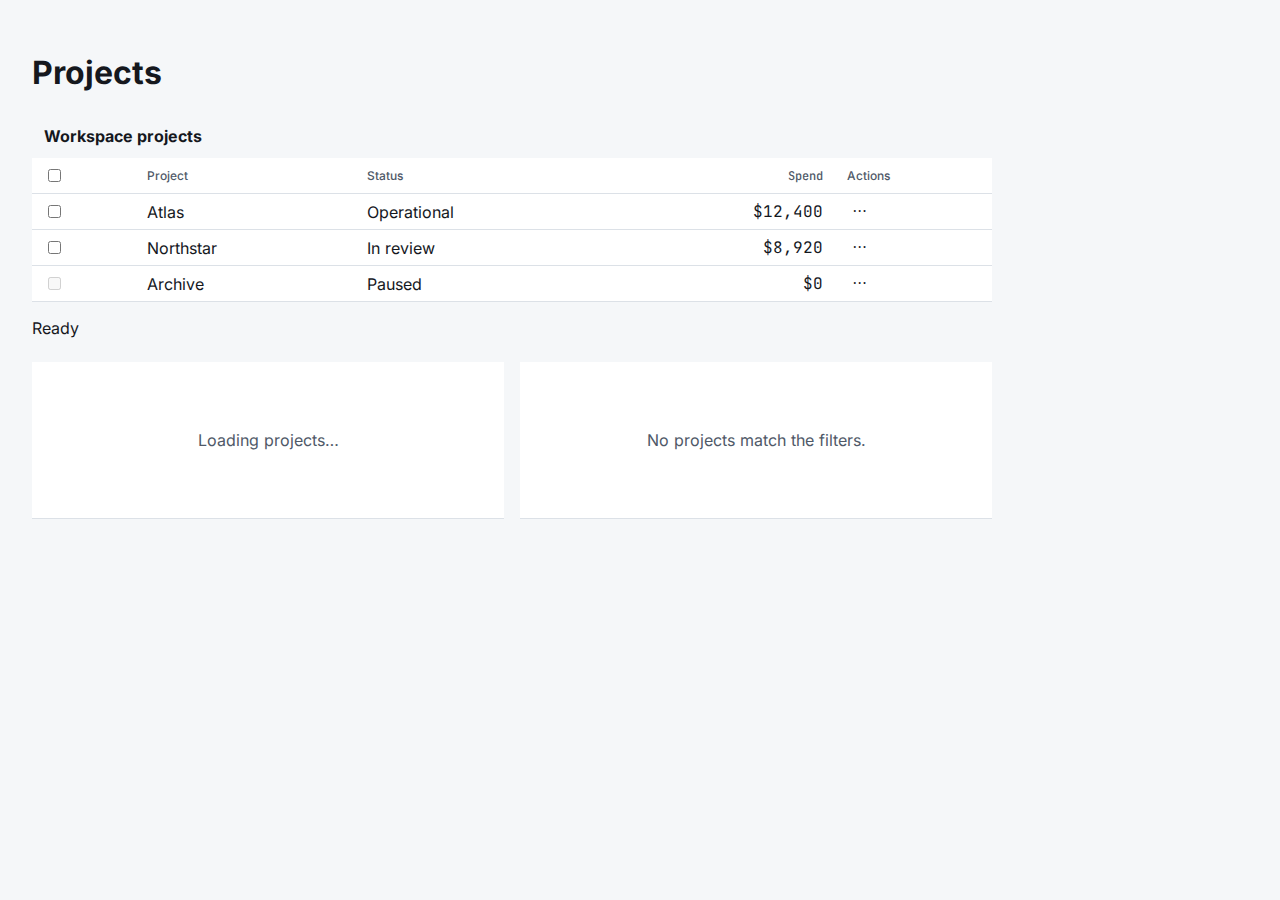 Projects
Workspace projects
Project Status Spend Actions
Atlas Operational $12,400 ···
Northstar In review $8,920 ···
Archive Paused $0 ···
Ready
Loading projects...
No projects match the filters.